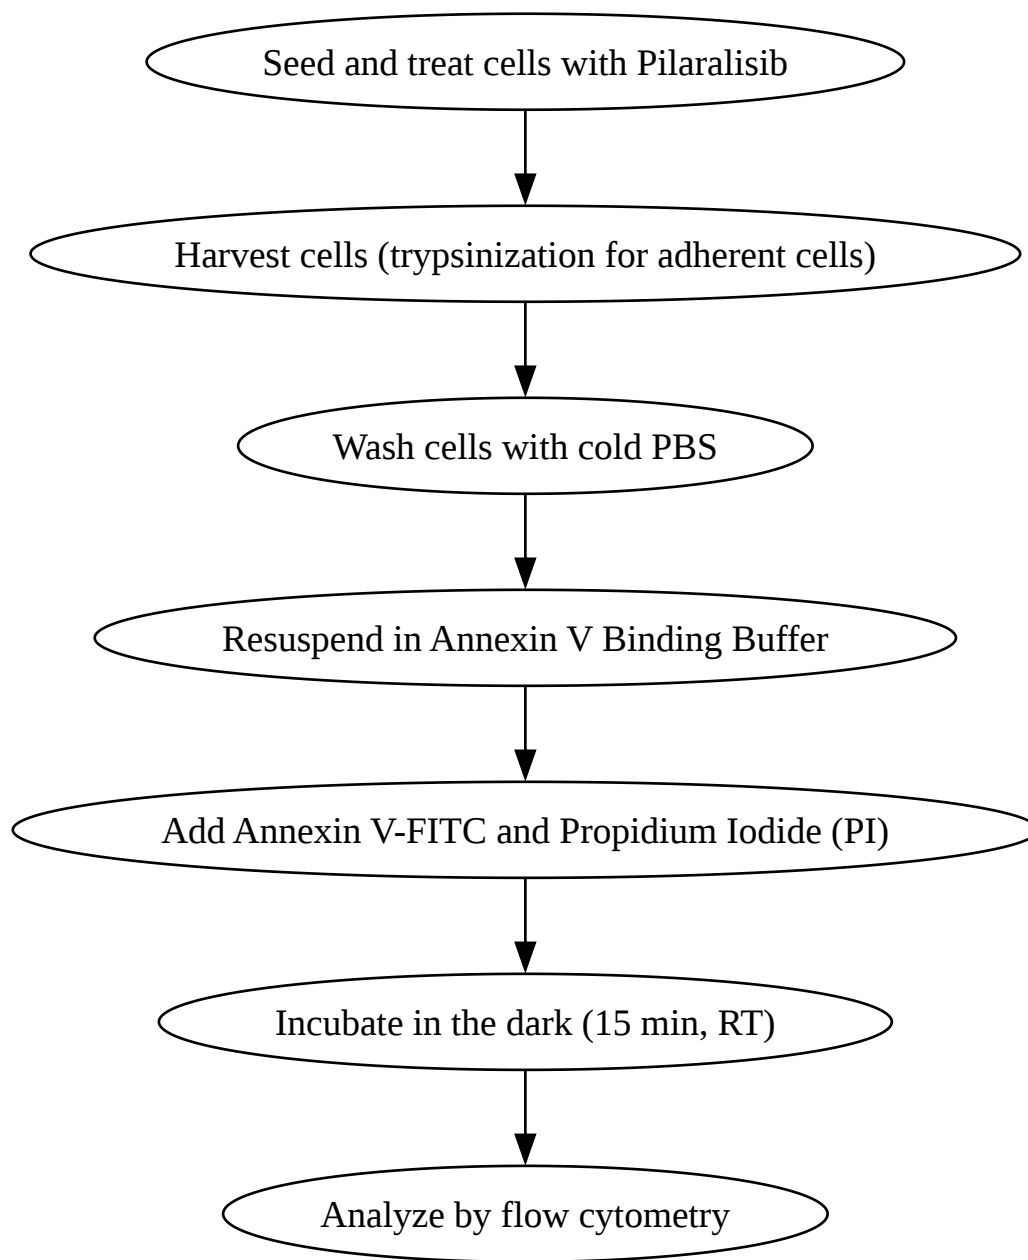 Seed and treat cells with Pilaralisib
Harvest cells (trypsinization for adherent cells)
Wash cells with cold PBS
Resuspend in Annexin V Binding Buffer
Add Annexin V-FITC and Propidium Iodide (PI)
Incubate in the dark (15 min, RT)
Analyze by flow cytometry